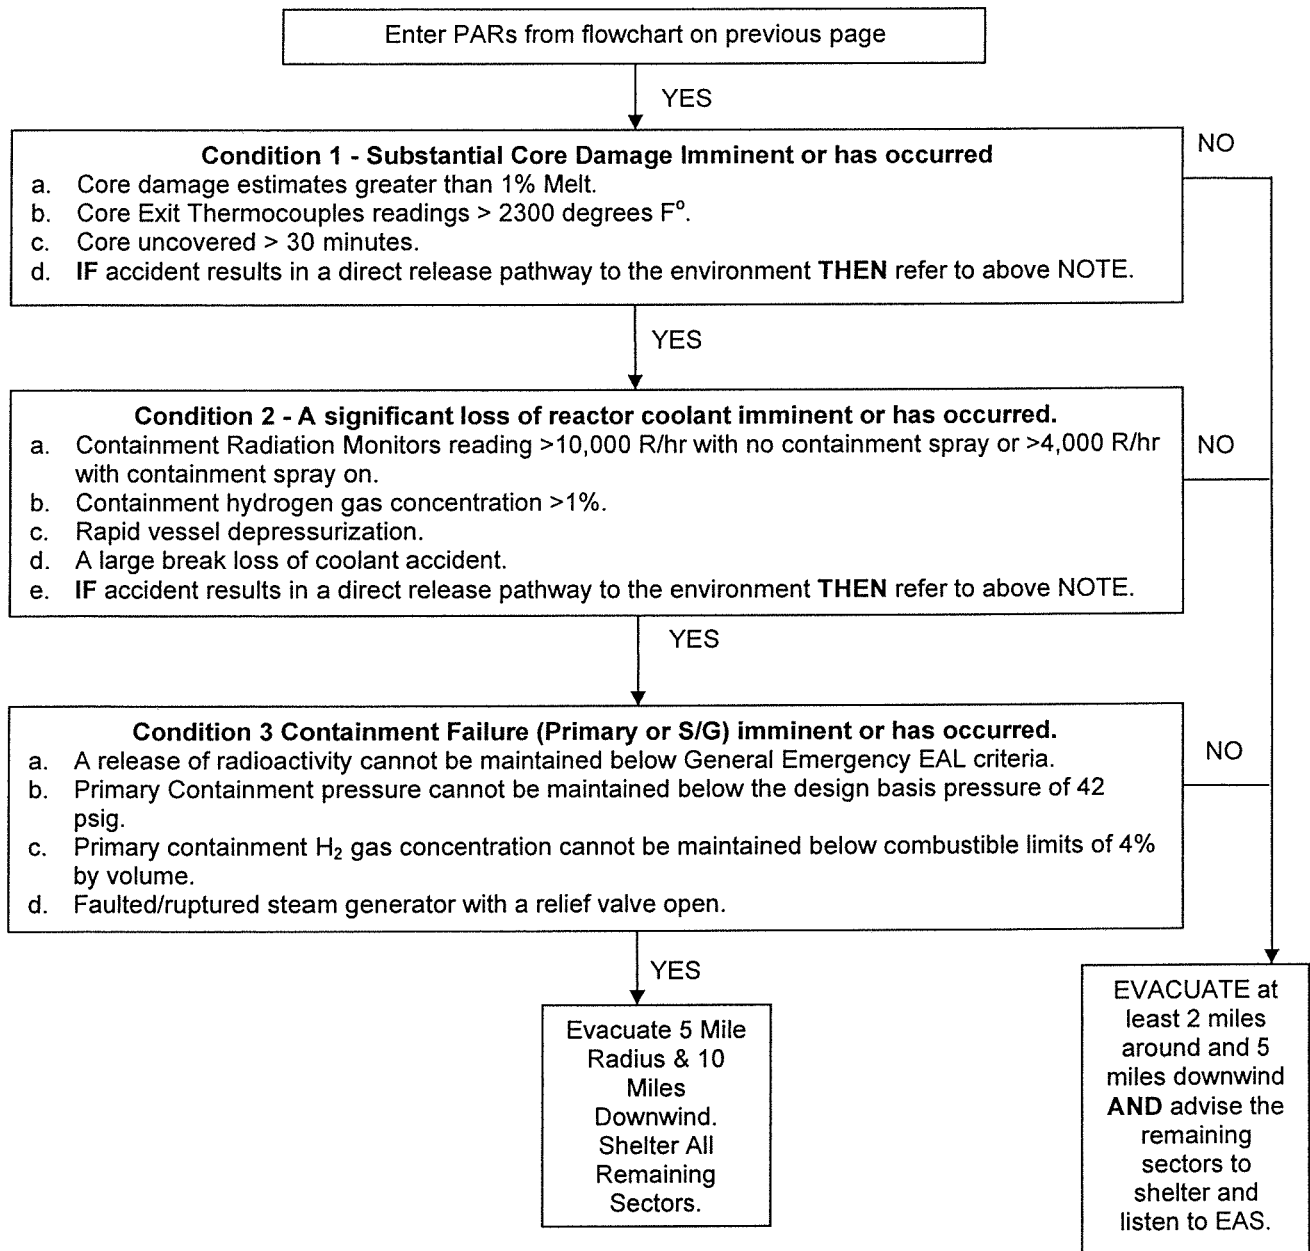 Enter PARs from flowchart on previous page
YES
Condition 1 - Substantial Core Damage Imminent or has occurred
a. Core damage estimates greater than 1% Melt.
b. Core Exit Thermocouples readings > 2300 degrees Fº.
c. Core uncovered > 30 minutes.
d. IF accident results in a direct release pathway to the environment THEN refer to above NOTE.
NO
YES
Condition 2 - A significant loss of reactor coolant imminent or has occurred.
a. Containment Radiation Monitors reading >10,000 R/hr with no containment spray or >4,000 R/hr
with containment spray on.
b. Containment hydrogen gas concentration >1%.
c. Rapid vessel depressurization.
d. A large break loss of coolant accident.
e. IF accident results in a direct release pathway to the environment THEN refer to above NOTE.
NO
YES
Condition 3 Containment Failure (Primary or S/G) imminent or has occurred.
a. A release of radioactivity cannot be maintained below General Emergency EAL criteria.
b. Primary Containment pressure cannot be maintained below the design basis pressure of 42
psig.
c. Primary containment H₂ gas concentration cannot be maintained below combustible limits of 4%
by volume.
d. Faulted/ruptured steam generator with a relief valve open.
NO
YES
Evacuate 5 Mile
Radius & 10
Miles
Downwind.
Shelter All
Remaining
Sectors.
EVACUATE at
least 2 miles
around and 5
miles downwind
AND advise the
remaining
sectors to
shelter and
listen to EAS.